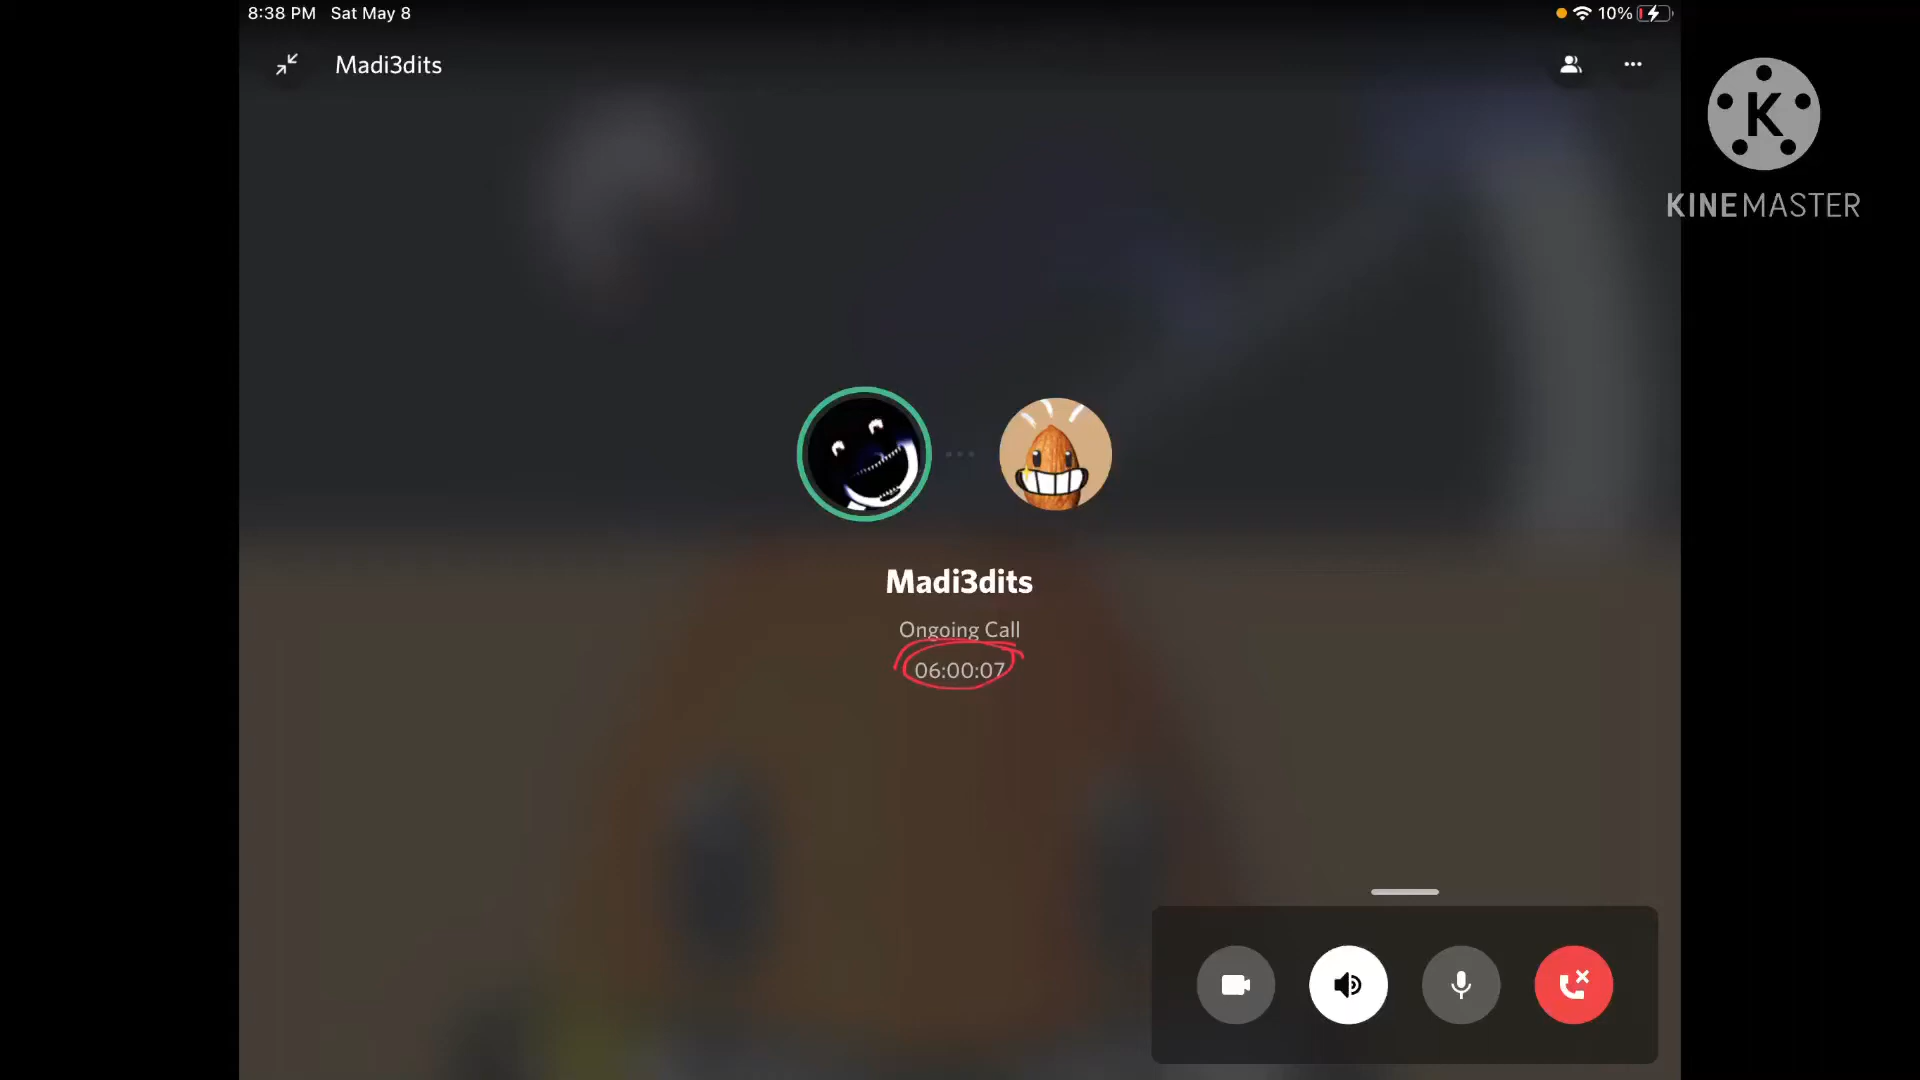 8:38 PM Sat May 8
10%
Madi3dits
K
KINEMASTER
Madi3dits
Ongoing Call
06:00:07